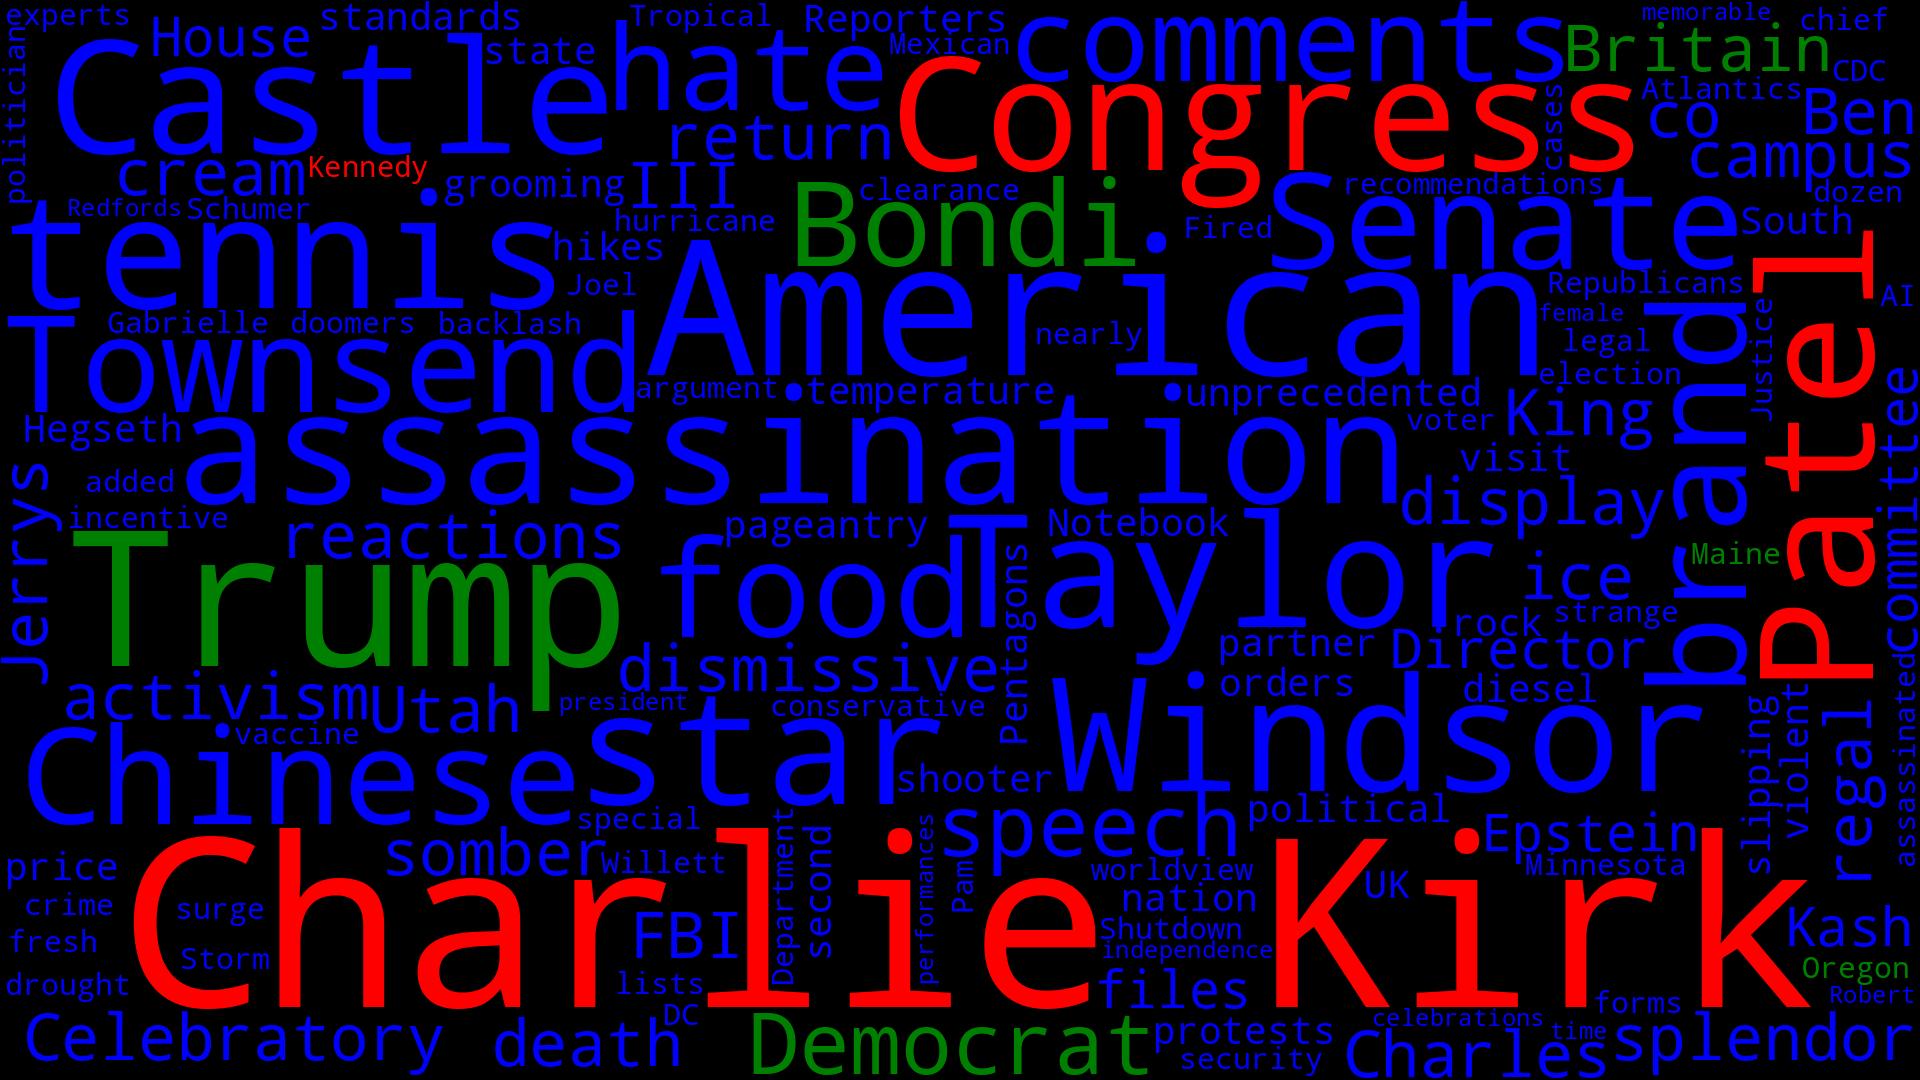 experts
House
standards
Tropical
Reporters
comments
Britain
memorable
chief
politician
Castle
state
hate
Mexican
Congress
CDC
Atlantics
co
Ben
return
cases
campus
cream
Kennedy
grooming
III
Bondi
clearance
Senate
recommendations
dozen
Redfords
Schumer
hurricane
Fired
South
tennis
hikes
Joel
American
Republicans
Patel
AI
Gabrielle
doomers
backlash
nearly
female
legal
brand
Justice
Townsend
argument
temperature
unprecedented
election
committee
Hegseth
assassination
voter
King
Jerrys
added
visit
display
incentive
reactions
pageantry
Notebook
Trump
food
Pentagons
Taylor
ice
Maine
strange
rock
dismissive
partner
Director
activism
Utah
president
conservative
orders
diesel
Windsor
slipping
violent
regal
assassinated
vaccine
Chinese
star
shooter
special
speech
political
Epstein
somber
Willett
Department
second
performances
Pam
worldview
Minnesota
price
Charlie
Kirk
UK
nation
crime
surge
FBI
Shutdown
Kash
fresh
Storm
independence
Oregon
drought
lists
files
forms
Robert
DC
Celebratory
death
Democrat
protests
security
celebrations
Charles
time
splendor